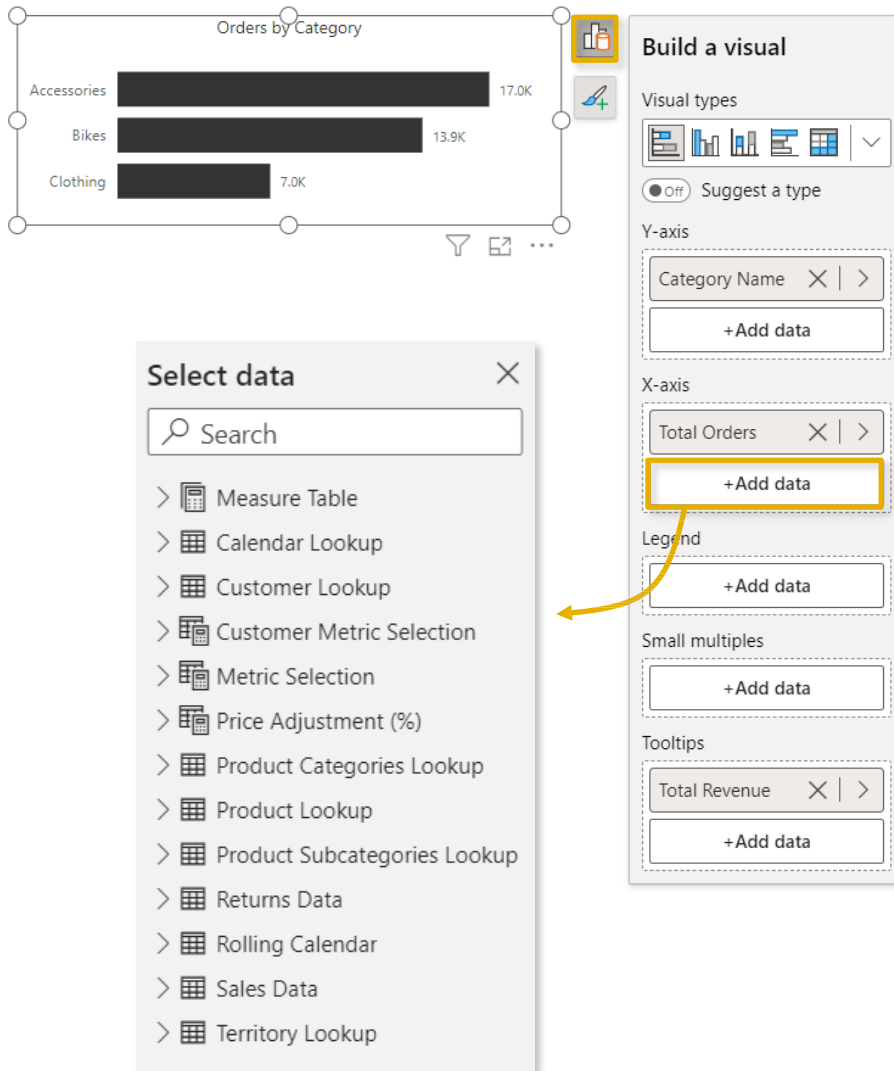 Orders by Category
Accessories 17.0K
Bikes 13.9K
Clothing 7.0K
Build a visual
Visual types
Off Suggest a type
Y-axis
Category Name
+Add data
X-axis
Total Orders
+Add data
Legend
+Add data
Small multiples
+Add data
Tooltips
Total Revenue
+Add data
Select data
Search
Measure Table
Calendar Lookup
Customer Lookup
Customer Metric Selection
Metric Selection
Price Adjustment (%)
Product Categories Lookup
Product Lookup
Product Subcategories Lookup
Returns Data
Rolling Calendar
Sales Data
Territory Lookup